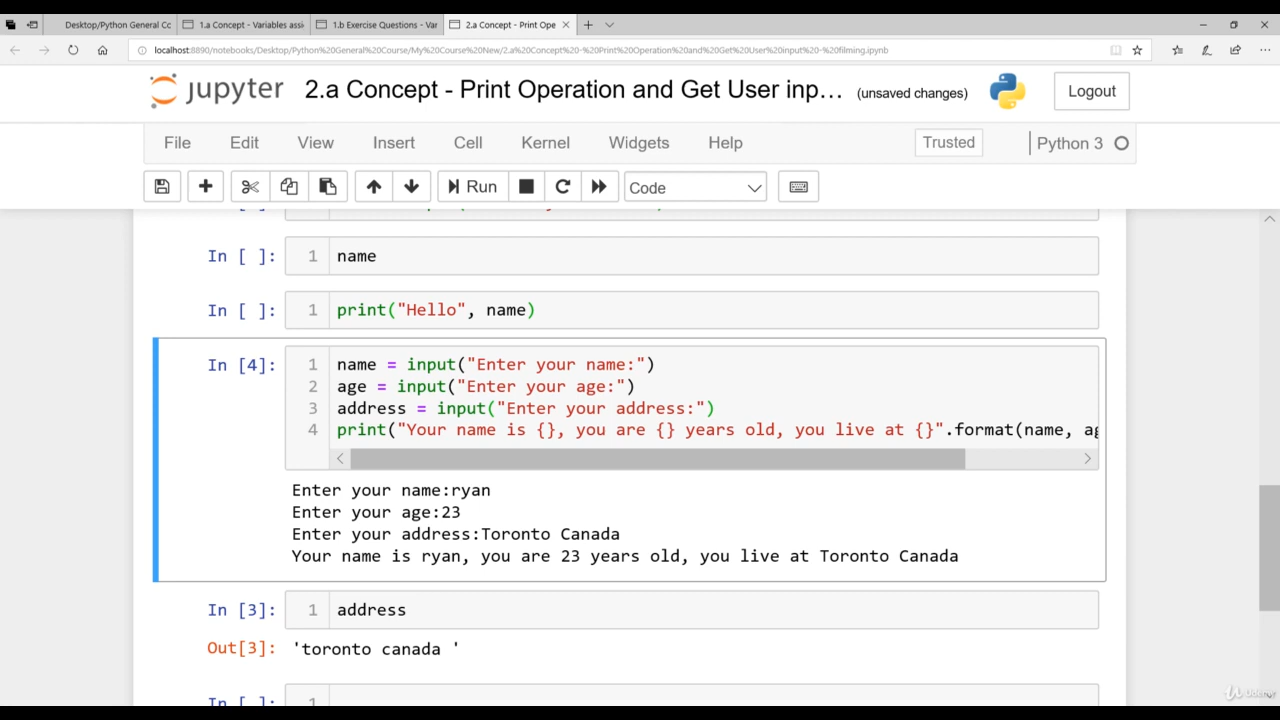 Desktop/Python General Cc
1.a Concept - Variables assi
1.b Exercise Questions - Var
2.a Concept - Print Ope
localhost:8890/notebooks/Desktop/Python%20General%20Course/My%20Course%20New/2.a%20Concept%20-%20Print%20Operation%20and%20Get%20User%20input%20-%20filming.ipynb
jupyter 2.a Concept - Print Operation and Get User inp... (unsaved changes) Logout
File Edit View Insert Cell Kernel Widgets Help Trusted Python 3
Run Code
In [ ]: 1 name
In [ ]: 1 print("Hello", name)
In [4]: 1 name = input("Enter your name:")
2 age = input("Enter your age:")
3 address = input("Enter your address:")
4 print("Your name is {}, you are {} years old, you live at {}".format(name, ag
Enter your name:ryan
Enter your age:23
Enter your address:Toronto Canada
Your name is ryan, you are 23 years old, you live at Toronto Canada
In [3]: 1 address
Out[3]: 'toronto canada '
In [ ]: 1
Udemy